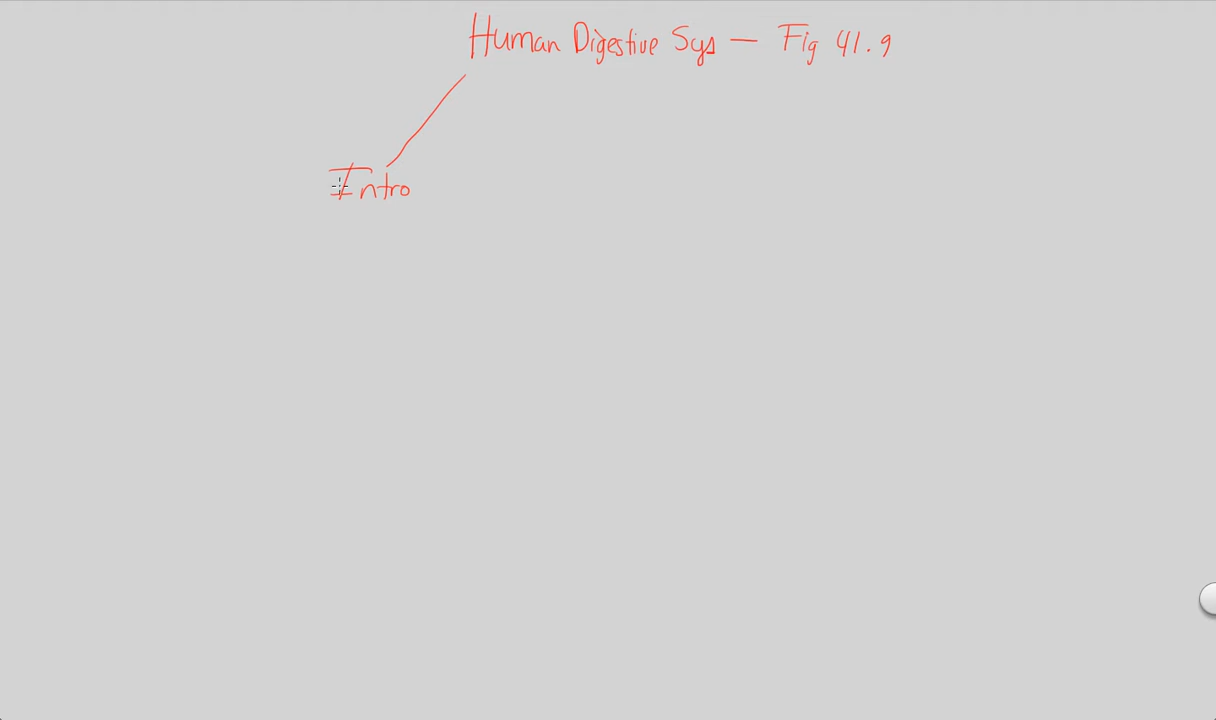 Human Digestive Sys — Fig 41.9
Intro